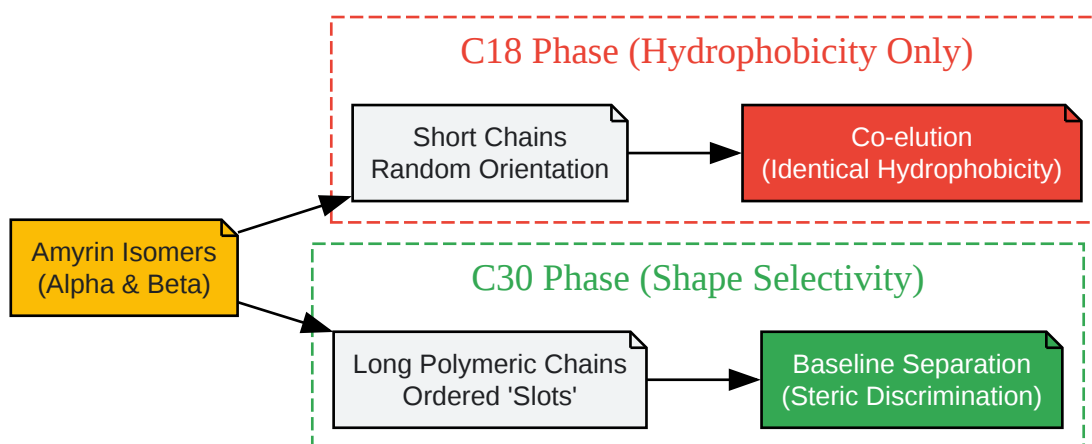 C18 Phase (Hydrophobicity Only)
Short Chains
Random Orientation
Co-elution
(Identical Hydrophobicity)
Amyrin Isomers
(Alpha & Beta)
C30 Phase (Shape Selectivity)
Long Polymeric Chains
Ordered 'Slots'
Baseline Separation
(Steric Discrimination)